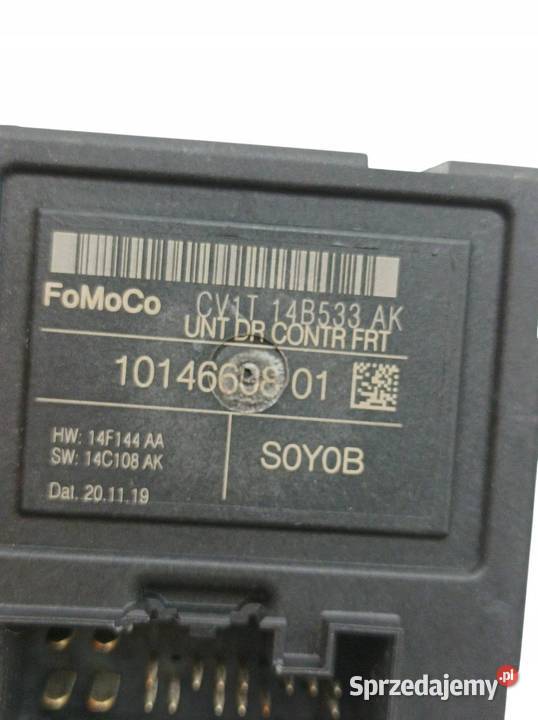 FoMoCo CV1T 14B533 AK
UNT DR CONTR FRT
10146608 01
HW: 14F144 AA
SW: 14C108 AK
S0Y0B
Dat. 20.11.19
Sprzedajemy.pl